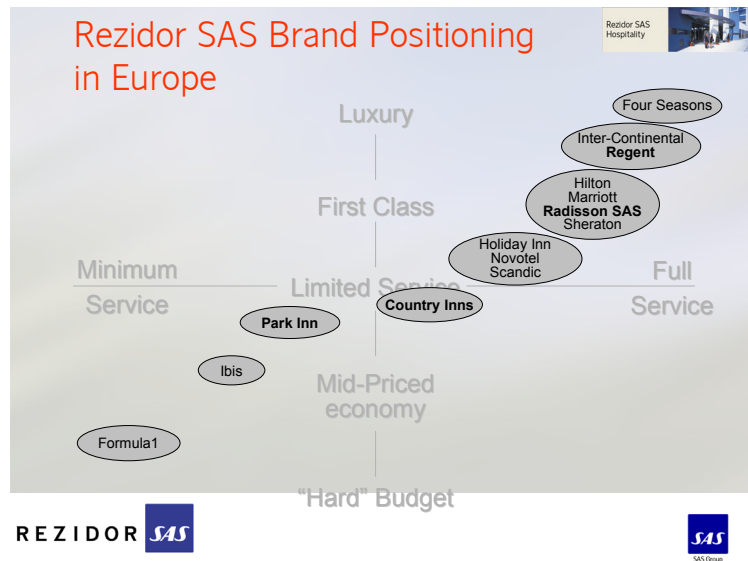 Rezidor SAS Brand Positioning
in Europe
Rezidor SAS
Hospitality
Luxury
Four Seasons
Inter-Continental
Regent
First Class
Hilton
Marriott
Radisson SAS
Sheraton
Holiday Inn
Novotel
Scandic
Minimum
Service
Limited Service
Full
Service
Country Inns
Park Inn
Ibis
Mid-Priced
economy
Formula1
"Hard" Budget
REZIDOR SAS
SAS
SAS Group